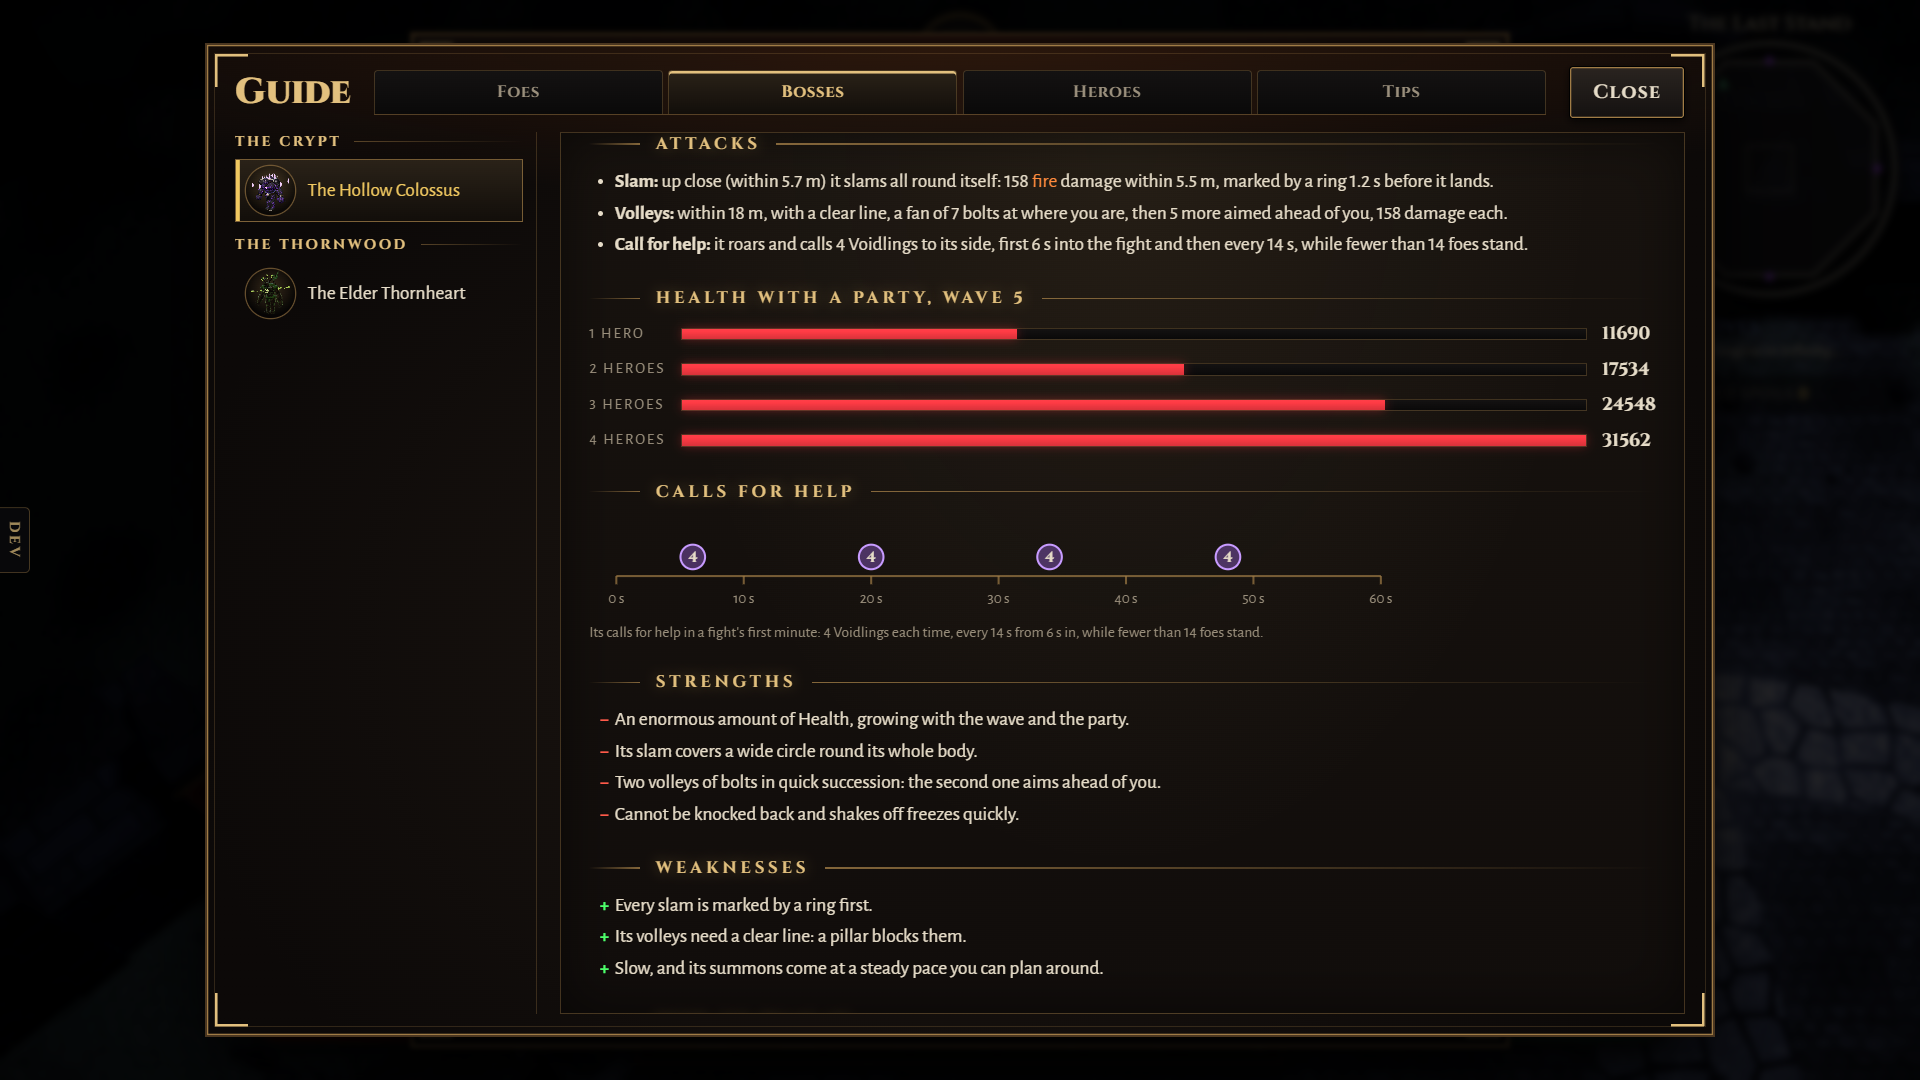 THE LAST STAND
GUIDE
FOES
BOSSES
HEROES
TIPS
CLOSE
THE CRYPT
The Hollow Colossus
THE THORNWOOD
The Elder Thornheart
DEV
ATTACKS
• Slam: up close (within 5.7 m) it slams all round itself: 158 fire damage within 5.5 m, marked by a ring 1.2 s before it lands.
• Volleys: within 18 m, with a clear line, a fan of 7 bolts at where you are, then 5 more aimed ahead of you, 158 damage each.
• Call for help: it roars and calls 4 Voidlings to its side, first 6 s into the fight and then every 14 s, while fewer than 14 foes stand.
HEALTH WITH A PARTY, WAVE 5
1 HERO 11690
2 HEROES 17534
3 HEROES 24548
4 HEROES 31562
CALLS FOR HELP
4 4 4 4
0 s 10 s 20 s 30 s 40 s 50 s 60 s
Its calls for help in a fight's first minute: 4 Voidlings each time, every 14 s from 6 s in, while fewer than 14 foes stand.
STRENGTHS
– An enormous amount of Health, growing with the wave and the party.
– Its slam covers a wide circle round its whole body.
– Two volleys of bolts in quick succession: the second one aims ahead of you.
– Cannot be knocked back and shakes off freezes quickly.
WEAKNESSES
+ Every slam is marked by a ring first.
+ Its volleys need a clear line: a pillar blocks them.
+ Slow, and its summons come at a steady pace you can plan around.